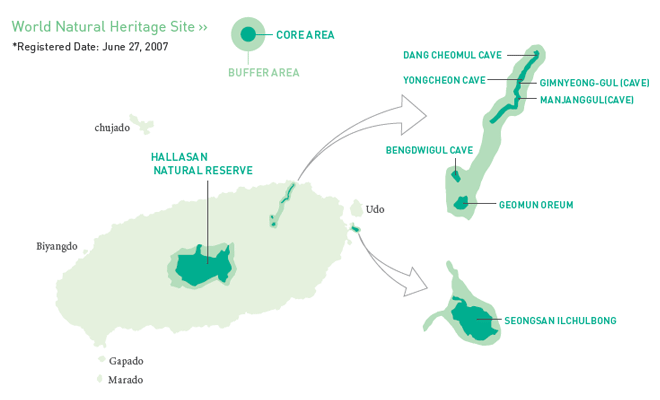 World Natural Heritage Site ››
*Registered Date: June 27, 2007
CORE AREA
BUFFER AREA
DANG CHEOMUL CAVE
YONGCHEON CAVE
GIMNYEONG-GUL(CAVE)
MANJANGGUL(CAVE)
chujado
BENGDWIGUL CAVE
HALLASAN
NATURAL RESERVE
GEOMUN OREUM
Udo
Biyangdo
SEONGSAN ILCHULBONG
Gapado
Marado